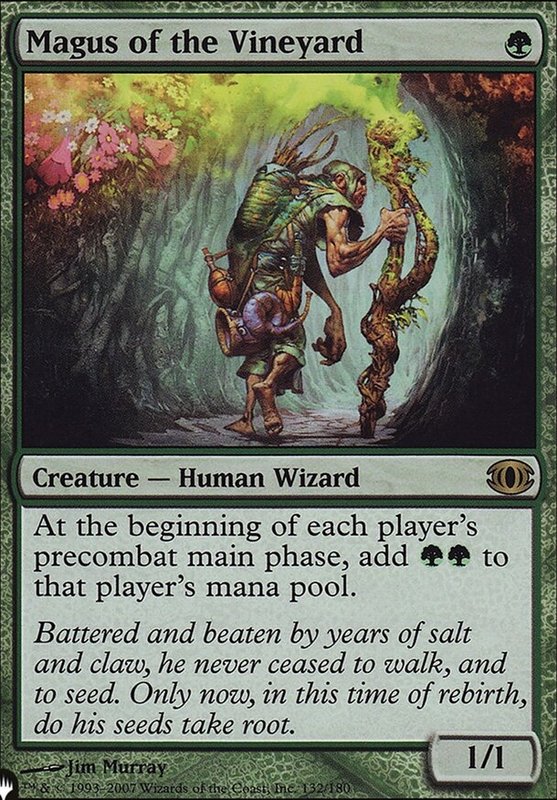 Magus of the Vineyard
Creature — Human Wizard
At the beginning of each player's
precombat main phase, add to
that player's mana pool.
Battered and beaten by years of salt
and claw, he never ceased to walk, and
to seed. Only now, in this time of rebirth,
do his seeds take root.
Jim Murray
1/1
™ & © 1993–2007 Wizards of the Coast, Inc. 132/180